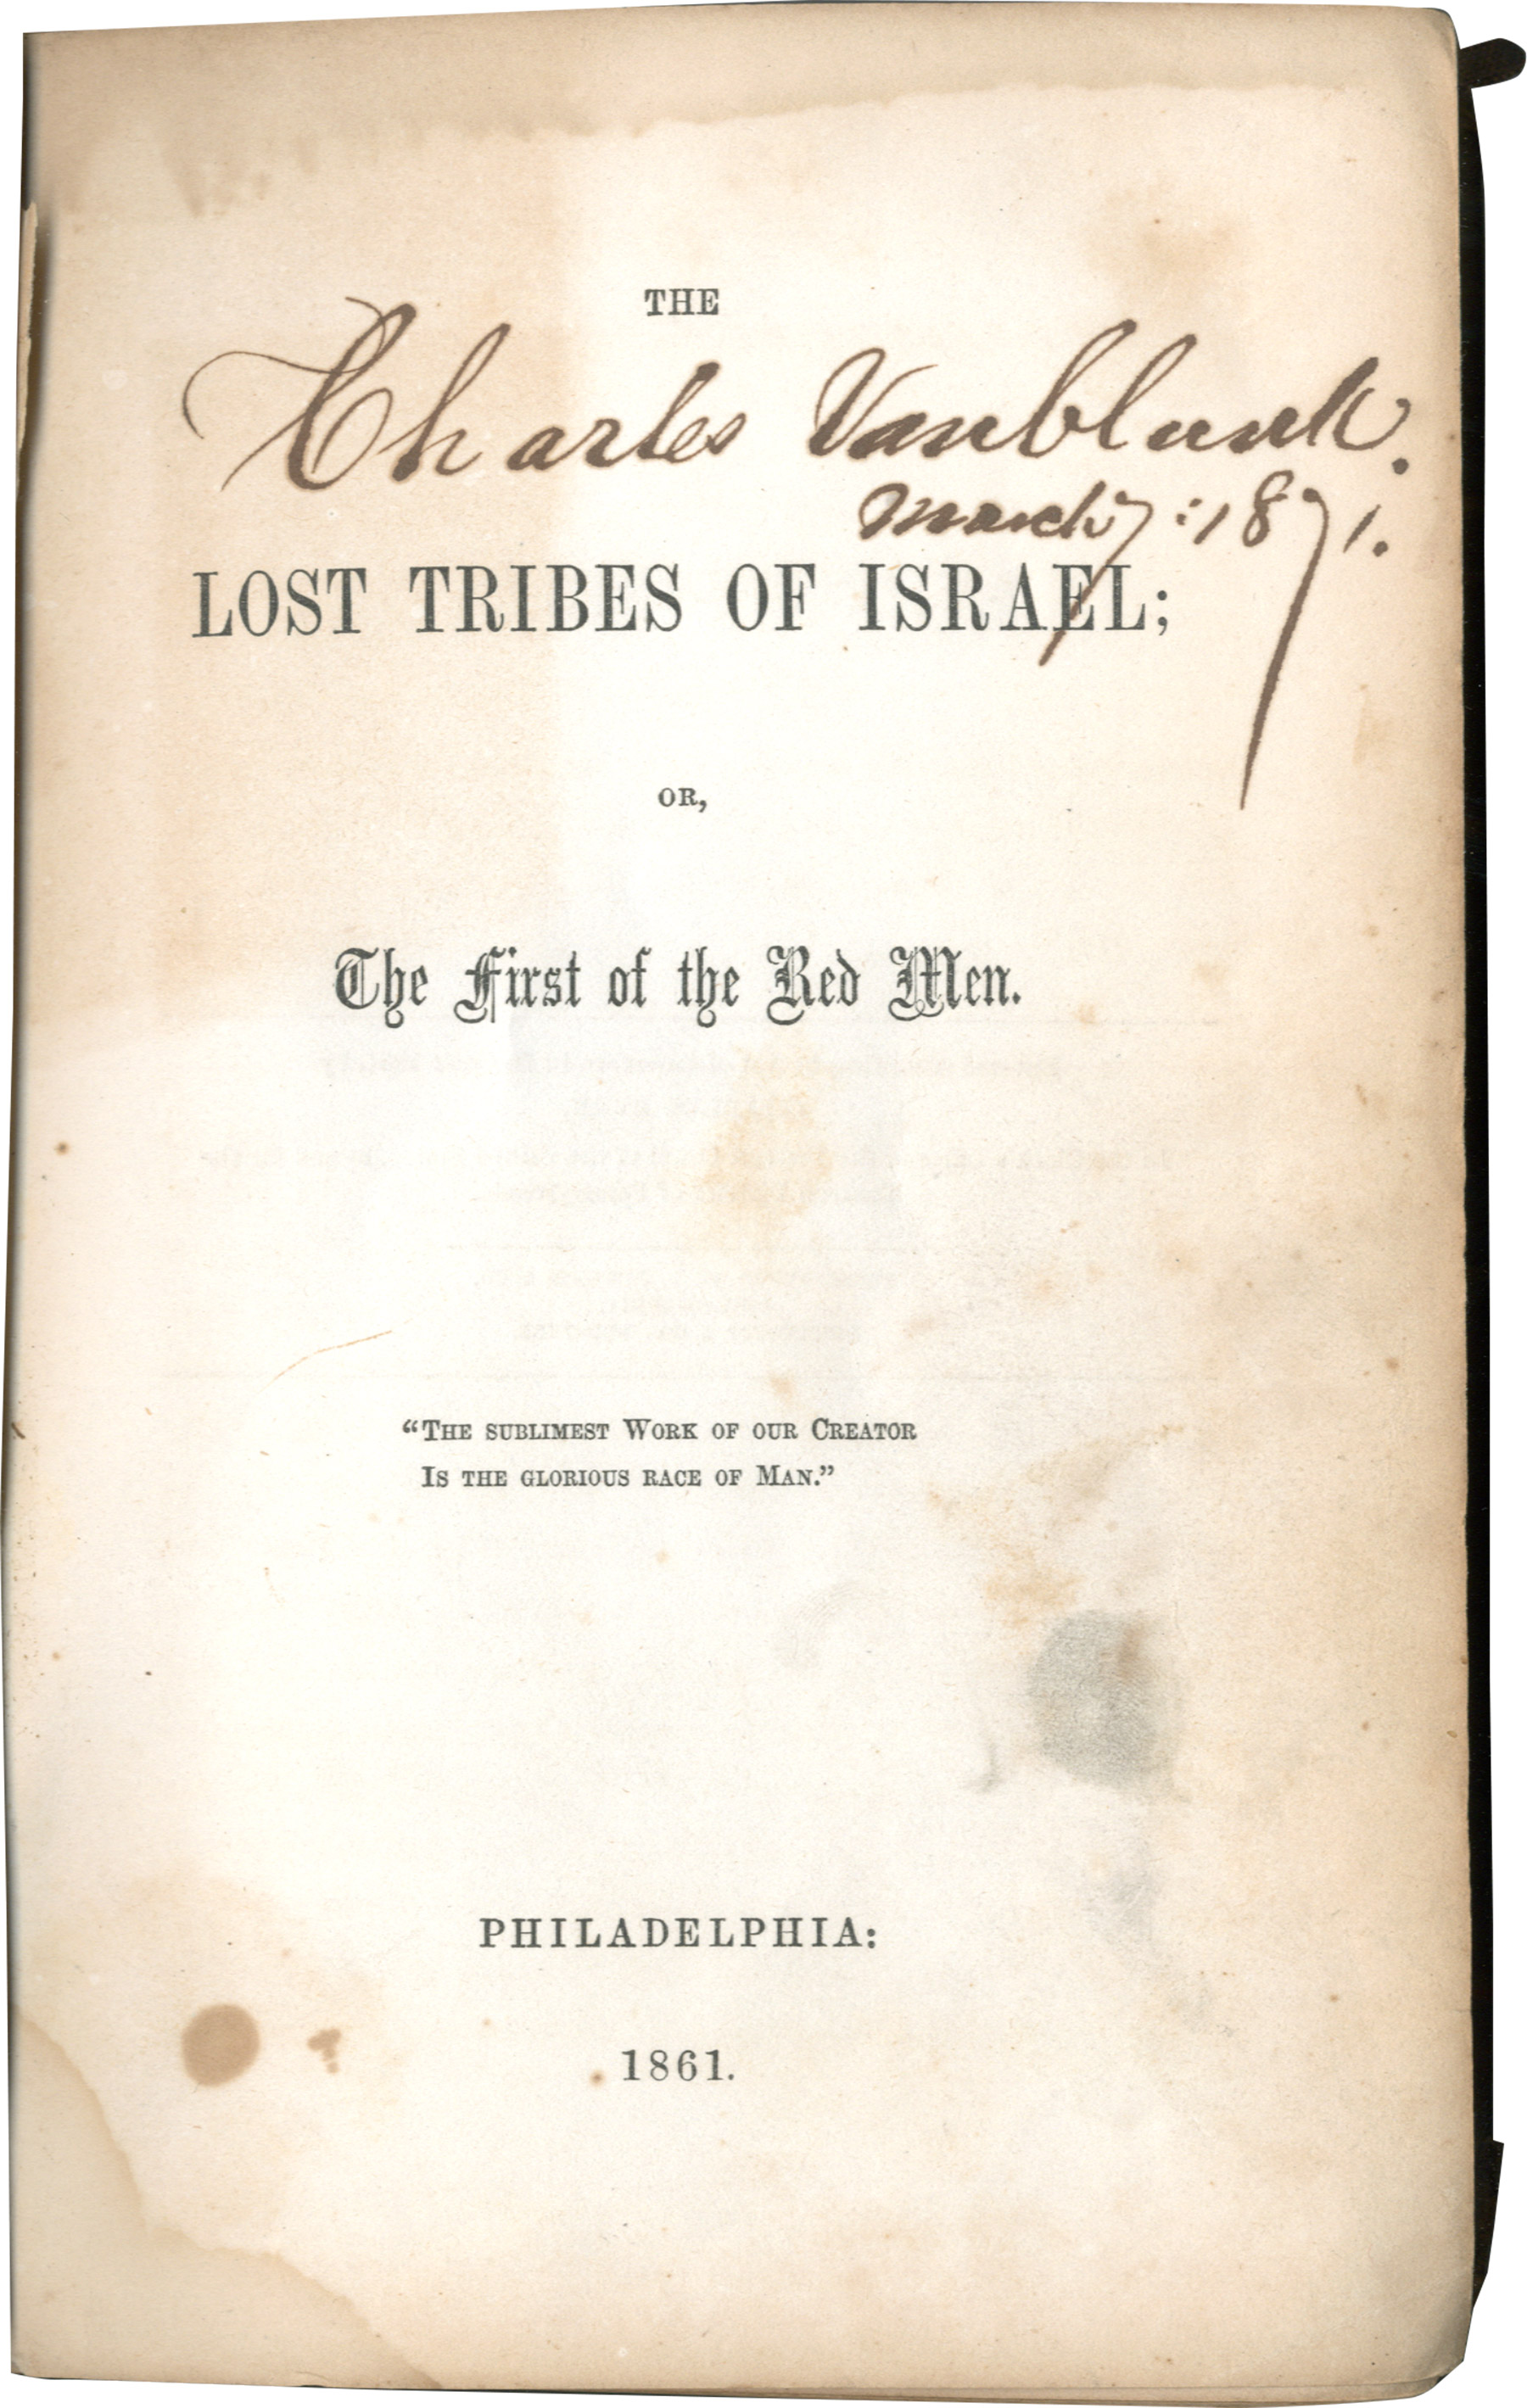 THE
Charles Vanblunk.
March 7 : 1871.
LOST TRIBES OF ISRAEL;
OR,
The First of the Red Men.
“THE SUBLIMEST WORK OF OUR CREATOR
IS THE GLORIOUS RACE OF MAN.”
PHILADELPHIA:
1861.